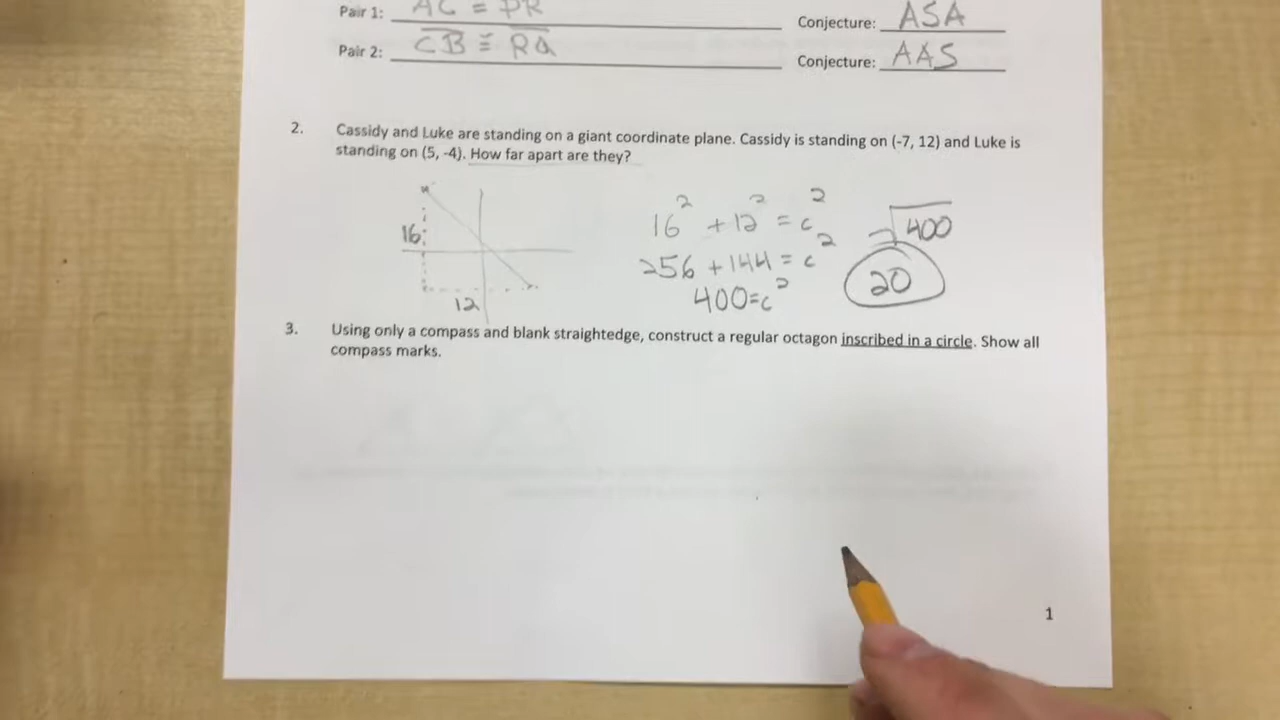 Pair 1: AC = PR Conjecture: ASA
Pair 2: CB ≅ RQ Conjecture: AAS
2. Cassidy and Luke are standing on a giant coordinate plane. Cassidy is standing on (-7, 12) and Luke is
standing on (5, -4). How far apart are they?
16² + 12² = c² √400
16
256 + 144 = c² 20
400 = c²
12
3. Using only a compass and blank straightedge, construct a regular octagon inscribed in a circle. Show all
compass marks.
1